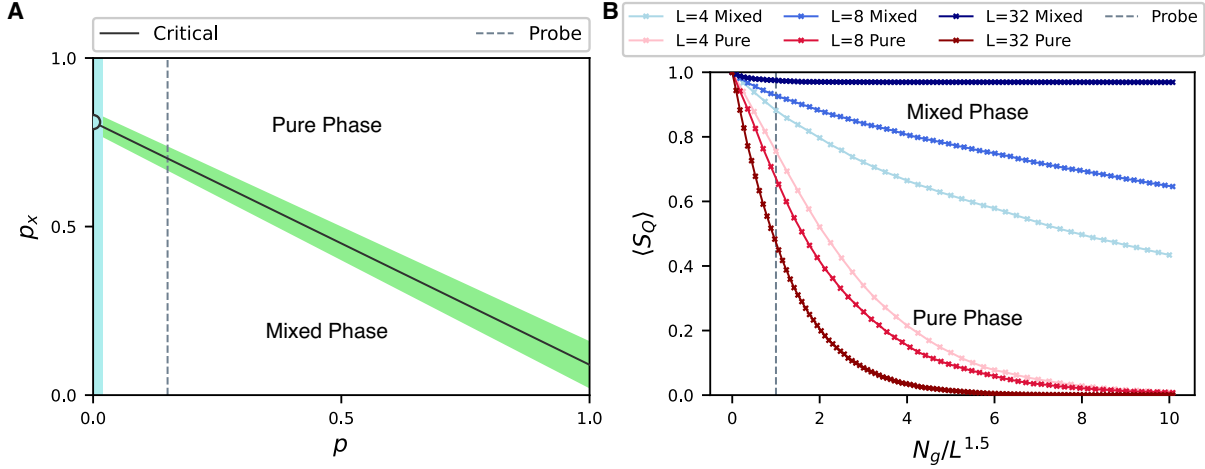 A
Critical
Probe
1.0
0.5
0.0
p_x
Pure Phase
Mixed Phase
0.0
0.5
1.0
p
B
L=4 Mixed
L=8 Mixed
L=32 Mixed
Probe
L=4 Pure
L=8 Pure
L=32 Pure
1.0
0.8
0.6
0.4
0.2
0.0
⟨S_Q⟩
Mixed Phase
Pure Phase
0
2
4
6
8
10
N_g/L^1.5